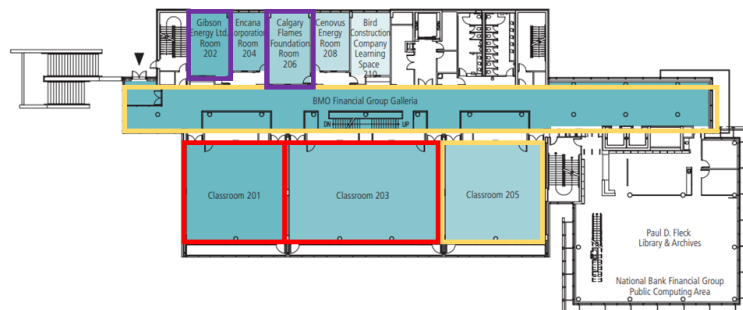 Gibson
Energy Ltd.
Room
202
Encana
Corporation
Room
204
Calgary
Flames
Foundation
Room
206
Cenovus
Energy
Room
208
Bird
Construction
Company
Learning
Space
210
BMO Financial Group Galleria
DN
UP
Classroom 201
Classroom 203
Classroom 205
Paul D. Fleck
Library & Archives
National Bank Financial Group
Public Computing Area